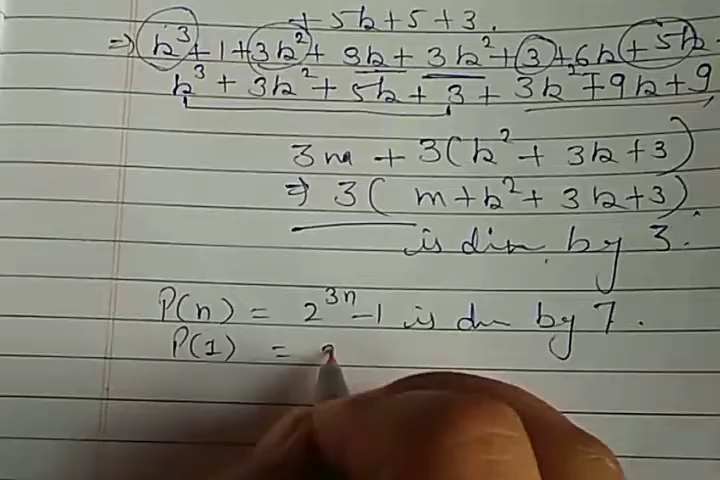 + 5k + 5 + 3.
⇒ k³ + 1 + 3k² + 3k + 3k² + 3 + 6k + 5k
k³ + 3k² + 5k + 3 + 3k² + 9k + 9
3m + 3(k² + 3k + 3)
⇒ 3( m + k² + 3k + 3).
is div by 3.
P(n) = 2³ⁿ - 1 is div by 7.
P(1) =